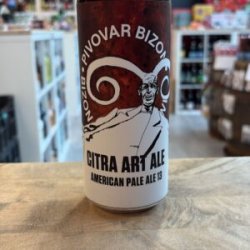 PIVOVAR BIZON
CITRA ART ALE
AMERICAN PALE ALE 13